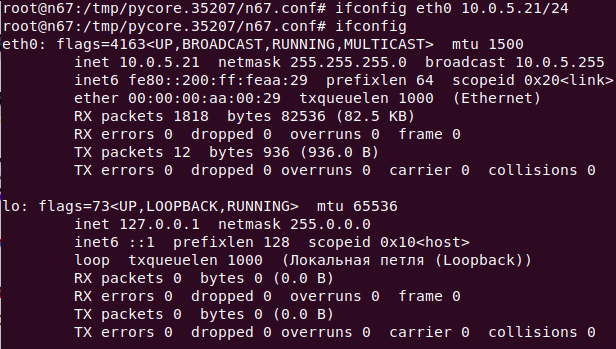 root@n67:/tmp/pycore.35207/n67.conf# ifconfig eth0 10.0.5.21/24
root@n67:/tmp/pycore.35207/n67.conf# ifconfig
eth0: flags=4163<UP,BROADCAST,RUNNING,MULTICAST>  mtu 1500
        inet 10.0.5.21  netmask 255.255.255.0  broadcast 10.0.5.255
        inet6 fe80::200:ff:feaa:29  prefixlen 64  scopeid 0x20<link>
        ether 00:00:00:aa:00:29  txqueuelen 1000  (Ethernet)
        RX packets 1818  bytes 82536 (82.5 KB)
        RX errors 0  dropped 0  overruns 0  frame 0
        TX packets 12  bytes 936 (936.0 B)
        TX errors 0  dropped 0 overruns 0  carrier 0  collisions 0

lo: flags=73<UP,LOOPBACK,RUNNING>  mtu 65536
        inet 127.0.0.1  netmask 255.0.0.0
        inet6 ::1  prefixlen 128  scopeid 0x10<host>
        loop  txqueuelen 1000  (Локальная петля (Loopback))
        RX packets 0  bytes 0 (0.0 B)
        RX errors 0  dropped 0  overruns 0  frame 0
        TX packets 0  bytes 0 (0.0 B)
        TX errors 0  dropped 0 overruns 0  carrier 0  collisions 0